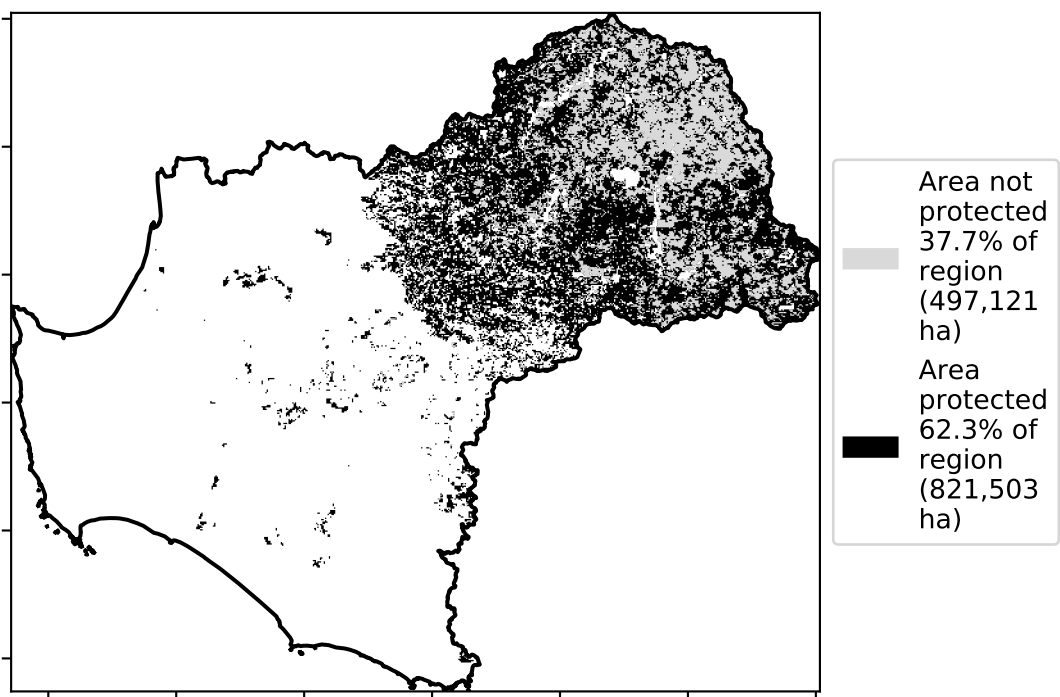 Area not
protected
37.7% of
region
(497,121
ha)
Area
protected
62.3% of
region
(821,503
ha)